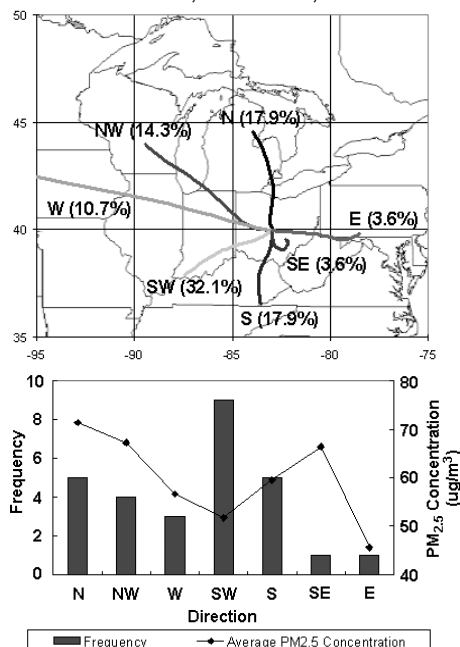 50
45
40
35
-95
-90
-85
-80
-75
N (17.9%)
NW (14.3%)
W (10.7%)
E (3.6%)
SE (3.6%)
SW (32.1%)
S (17.9%)
10
8
6
4
2
0
Frequency
80
70
60
50
40
PM2.5 Concentration
(ug/m³)
N NW W SW S SE E
Direction
Frequency
Average PM2.5 Concentration